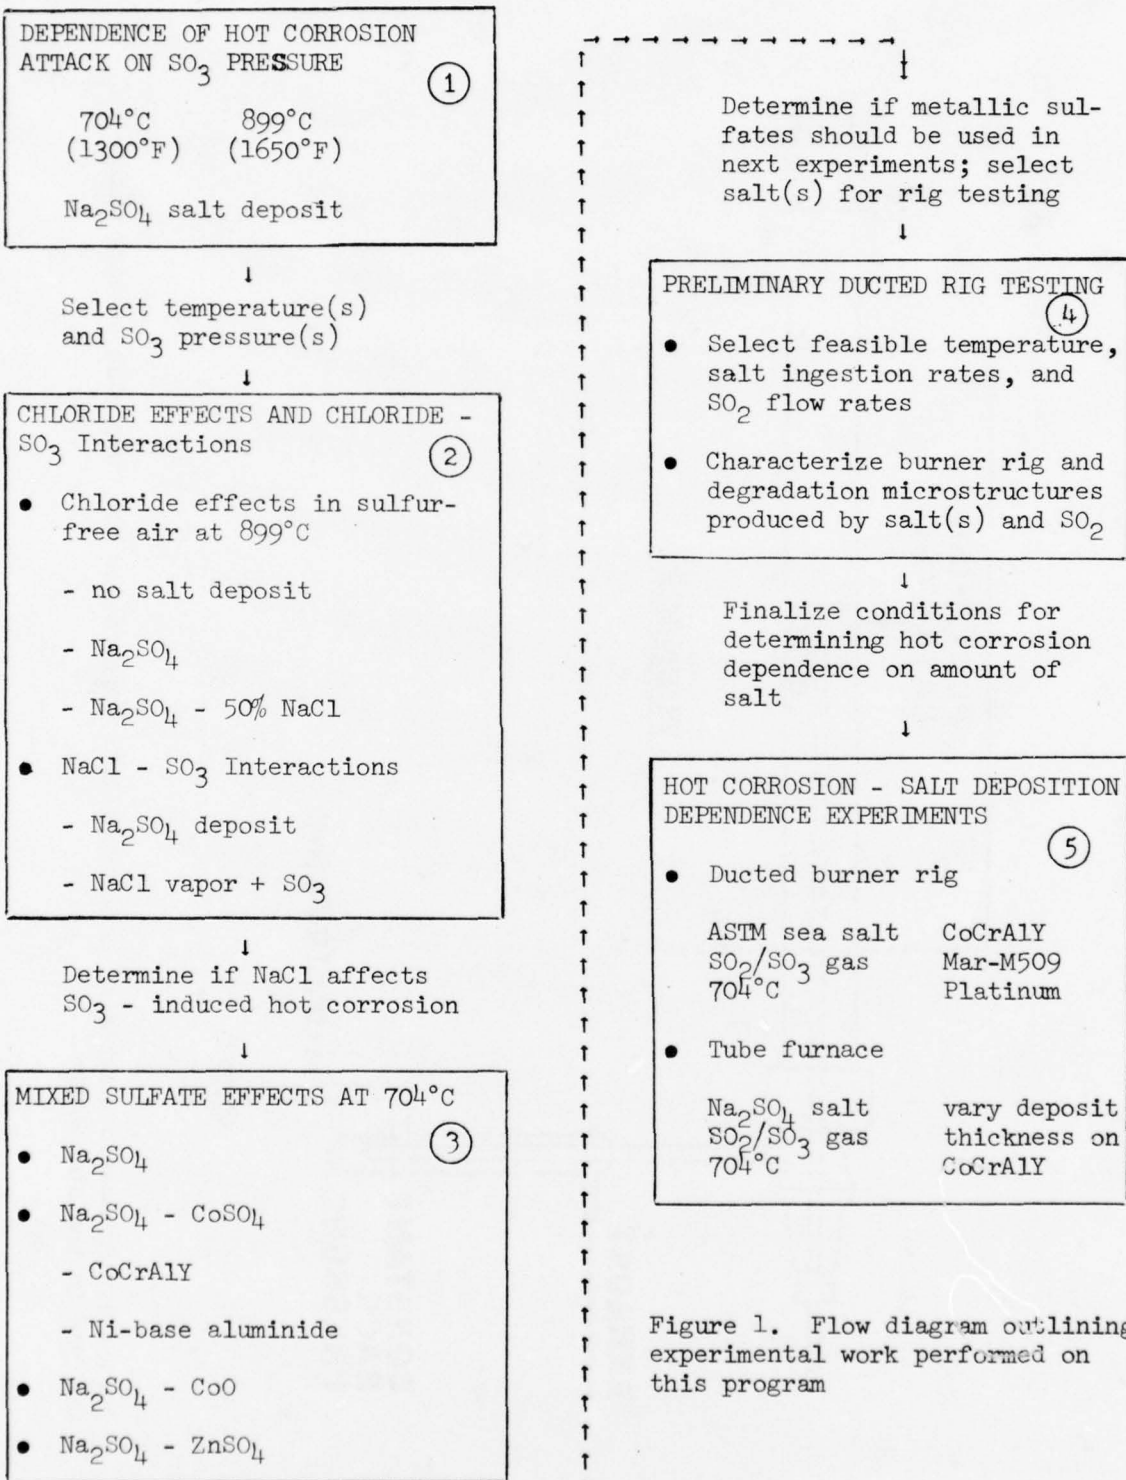 DEPENDENCE OF HOT CORROSION
ATTACK ON SO3 PRESSURE
1
704°C 899°C
(1300°F) (1650°F)
Na2SO4 salt deposit
↓
Select temperature(s)
and SO3 pressure(s)
↓
CHLORIDE EFFECTS AND CHLORIDE -
SO3 Interactions
2
● Chloride effects in sulfur-
free air at 899°C
- no salt deposit
- Na2SO4
- Na2SO4 - 50% NaCl
● NaCl - SO3 Interactions
- Na2SO4 deposit
- NaCl vapor + SO3
↓
Determine if NaCl affects
SO3 - induced hot corrosion
↓
MIXED SULFATE EFFECTS AT 704°C
3
● Na2SO4
● Na2SO4 - CoSO4
- CoCrAlY
- Ni-base aluminide
● Na2SO4 - CoO
● Na2SO4 - ZnSO4
Determine if metallic sul-
fates should be used in
next experiments; select
salt(s) for rig testing
↓
PRELIMINARY DUCTED RIG TESTING
4
● Select feasible temperature,
salt ingestion rates, and
SO2 flow rates
● Characterize burner rig and
degradation microstructures
produced by salt(s) and SO2
↓
Finalize conditions for
determining hot corrosion
dependence on amount of
salt
↓
HOT CORROSION - SALT DEPOSITION
DEPENDENCE EXPERIMENTS
5
● Ducted burner rig
ASTM sea salt CoCrAlY
SO2/SO3 gas Mar-M509
704°C Platinum
● Tube furnace
Na2SO4 salt vary deposit
SO2/SO3 gas thickness on
704°C CoCrAlY
Figure 1. Flow diagram outlining
experimental work performed on
this program